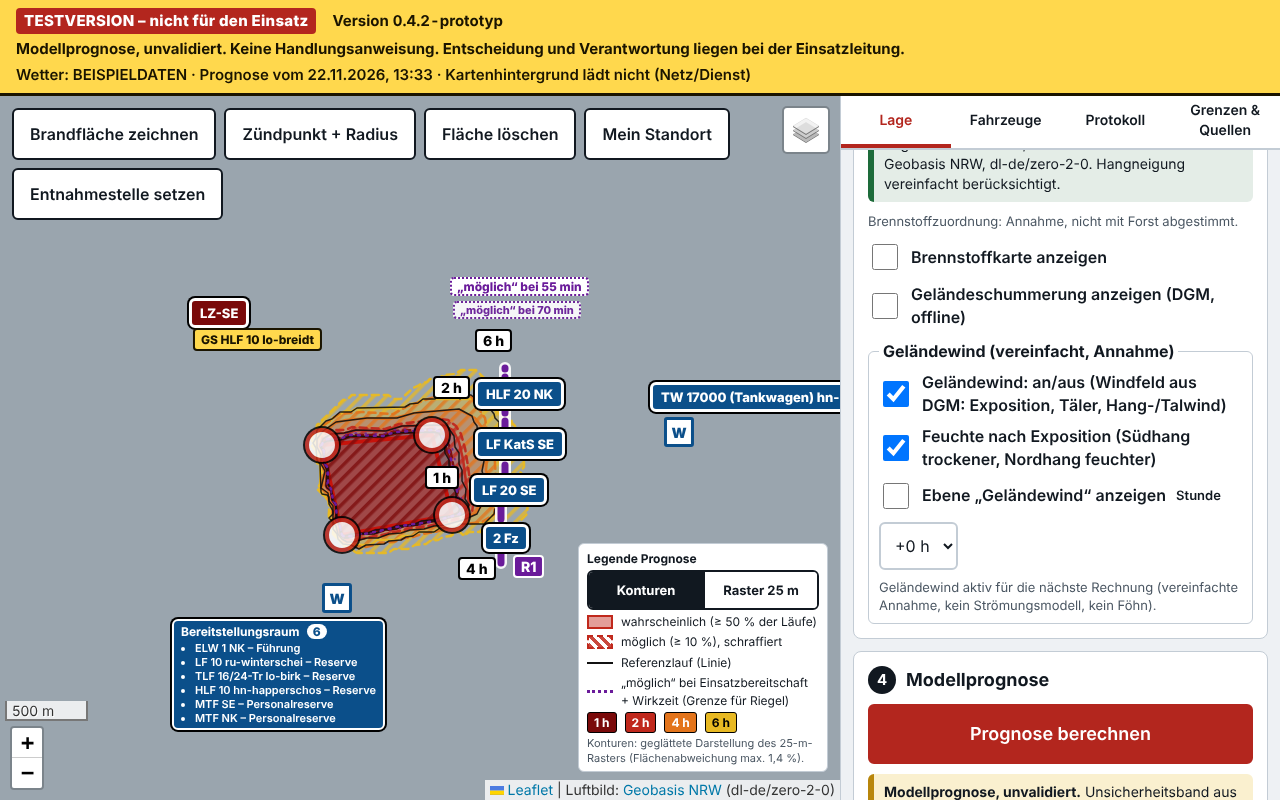 TESTVERSION – nicht für den Einsatz Version 0.4.2-prototyp
Modellprognose, unvalidiert. Keine Handlungsanweisung. Entscheidung und Verantwortung liegen bei der Einsatzleitung.
Wetter: BEISPIELDATEN · Prognose vom 22.11.2026, 13:33 · Kartenhintergrund lädt nicht (Netz/Dienst)
Brandfläche zeichnen
Zündpunkt + Radius
Fläche löschen
Mein Standort
Entnahmestelle setzen
„möglich“ bei 55 min
„möglich“ bei 70 min
LZ-SE
GS HLF 10 lo-breidt
6 h
2 h
HLF 20 NK
TW 17000 (Tankwagen) hn-
W
LF KatS SE
1 h
LF 20 SE
2 Fz
4 h
R1
W
Bereitstellungsraum 6
ELW 1 NK – Führung
LF 10 ru-winterschei – Reserve
TLF 16/24-Tr lo-birk – Reserve
HLF 10 hn-happerschos – Reserve
MTF SE – Personalreserve
MTF NK – Personalreserve
500 m
+
−
Legende Prognose
Konturen
Raster 25 m
wahrscheinlich (≥ 50 % der Läufe)
möglich (≥ 10 %), schraffiert
Referenzlauf (Linie)
„möglich“ bei Einsatzbereitschaft
+ Wirkzeit (Grenze für Riegel)
1 h 2 h 4 h 6 h
Konturen: geglättete Darstellung des 25-m-
Rasters (Flächenabweichung max. 1,4 %).
Leaflet | Luftbild: Geobasis NRW (dl-de/zero-2-0)
Lage
Fahrzeuge
Protokoll
Grenzen &
Quellen
Geobasis NRW, dl-de/zero-2-0. Hangneigung
vereinfacht berücksichtigt.
Brennstoffzuordnung: Annahme, nicht mit Forst abgestimmt.
Brennstoffkarte anzeigen
Geländeschummerung anzeigen (DGM,
offline)
Geländewind (vereinfacht, Annahme)
Geländewind: an/aus (Windfeld aus
DGM: Exposition, Täler, Hang-/Talwind)
Feuchte nach Exposition (Südhang
trockener, Nordhang feuchter)
Ebene „Geländewind“ anzeigen Stunde
+0 h
Geländewind aktiv für die nächste Rechnung (vereinfachte
Annahme, kein Strömungsmodell, kein Föhn).
4 Modellprognose
Prognose berechnen
Modellprognose, unvalidiert. Unsicherheitsband aus